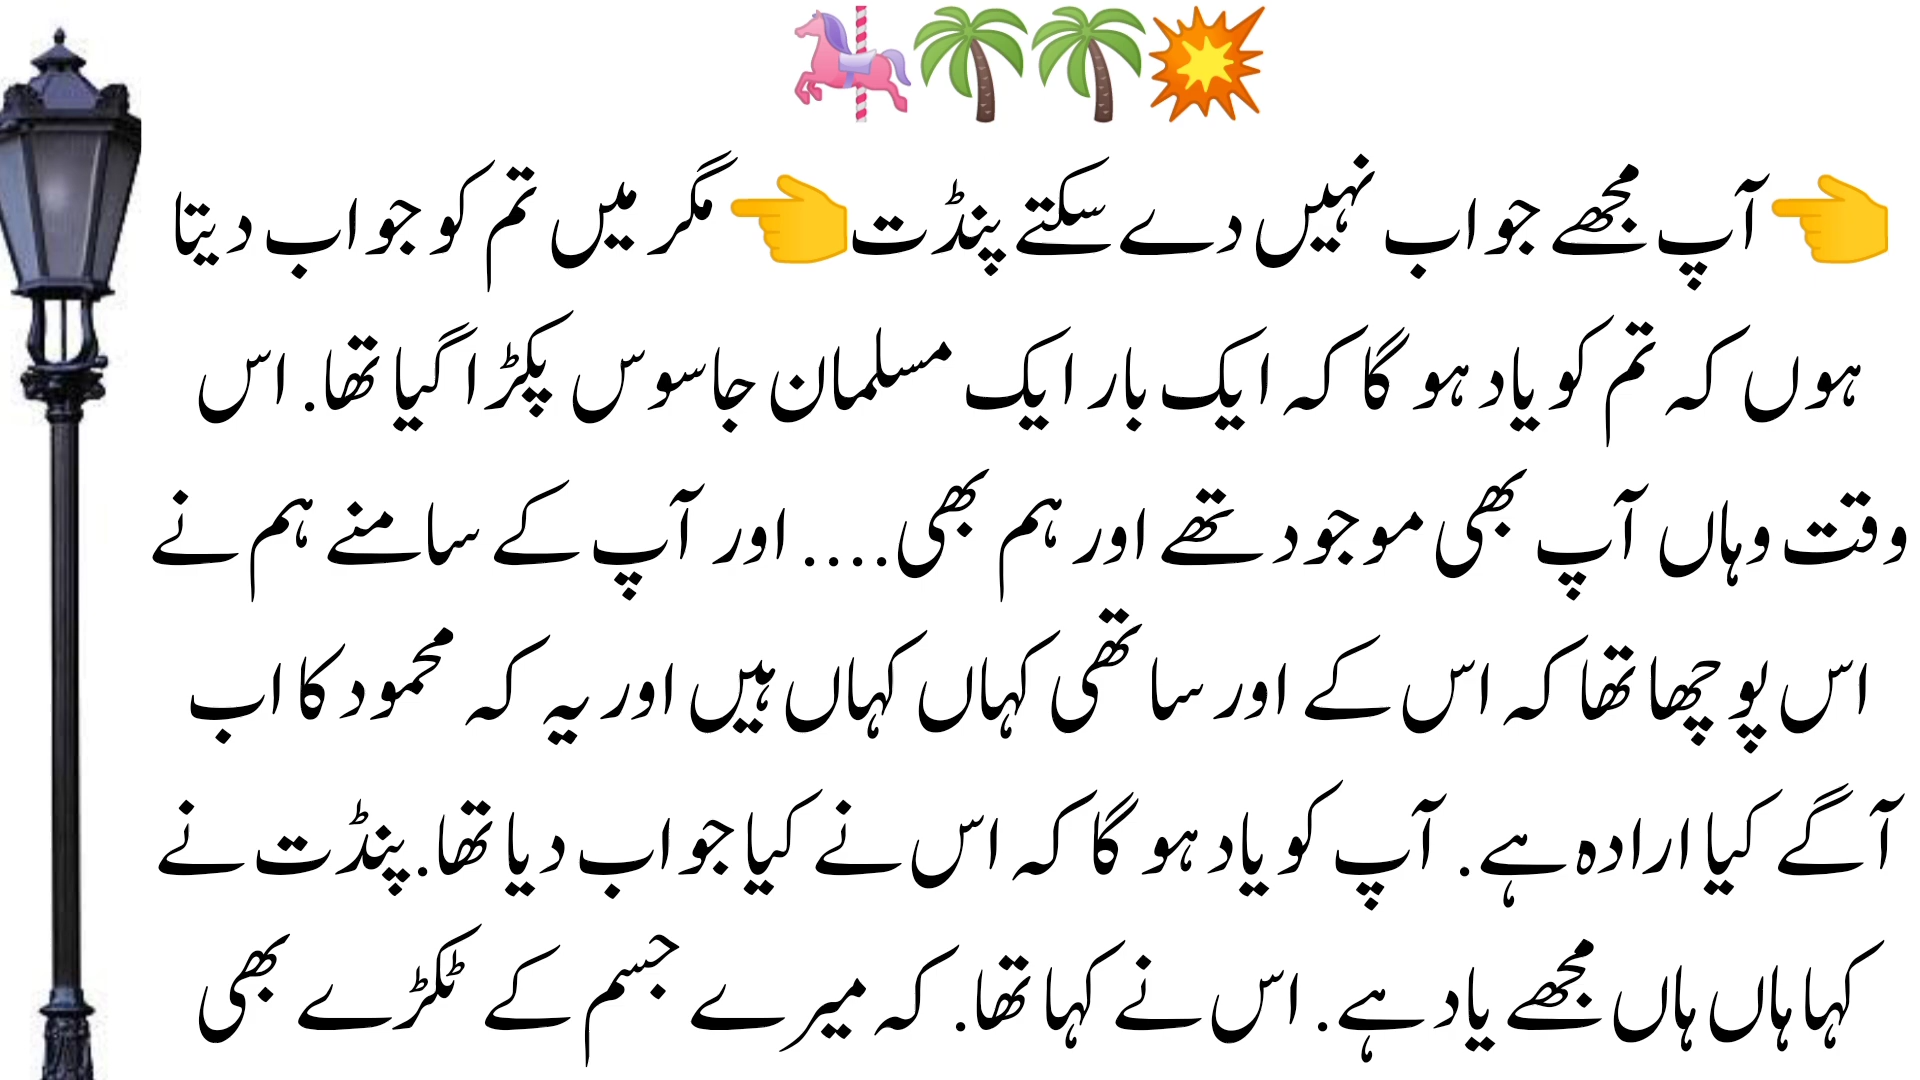 🎠🌴🌴💥
👈آپ مجھے جواب نہیں دے سکتے پنڈت👈 مگر میں تم کو جواب دیتا
ہوں کہ تم کو یاد ہو گا کہ ایک بار ایک مسلمان جاسوس پکڑا گیا تھا. اس
وقت وہاں آپ بھی موجود تھے اور ہم بھی.... اور آپ کے سامنے ہم نے
اس پوچھا تھا کہ اس کے اور ساتھی کہاں کہاں ہیں اور یہ کہ محمود کا اب
آگے کیا ارادہ ہے. آپ کو یاد ہو گا کہ اس نے کیا جواب دیا تھا.پنڈت نے
کہا ہاں ہاں مجھے یاد ہے. اس نے کہا تھا. کہ میرے جسم کے ٹکڑے بھی